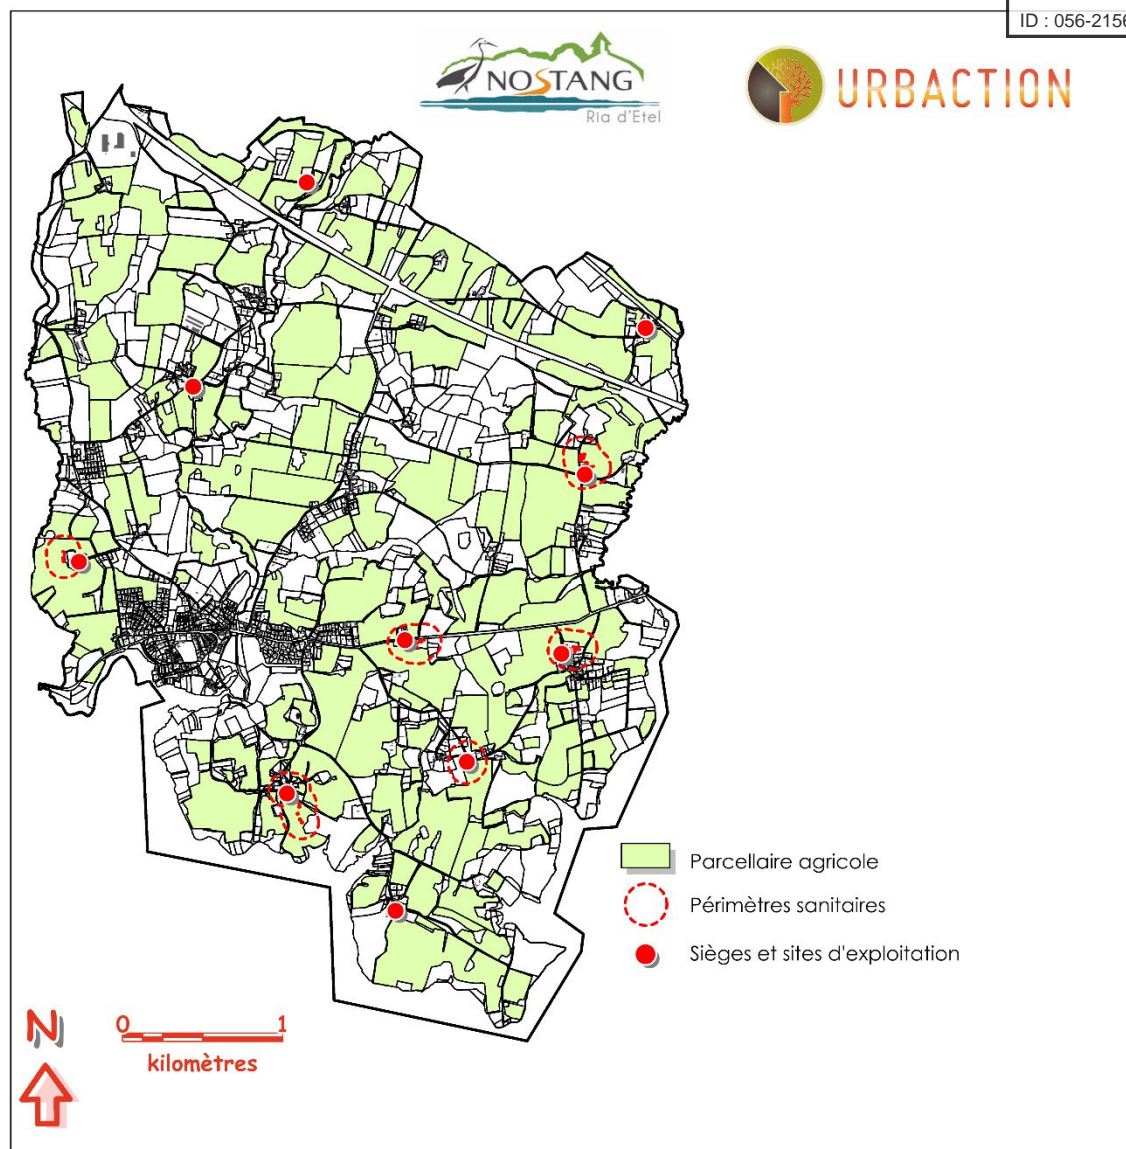 ID : 056-2156
NOSTANG
Ria d'Etel
URBACTION
Parcellaire agricole
Périmètres sanitaires
Sièges et sites d'exploitation
N
0 1
kilomètres